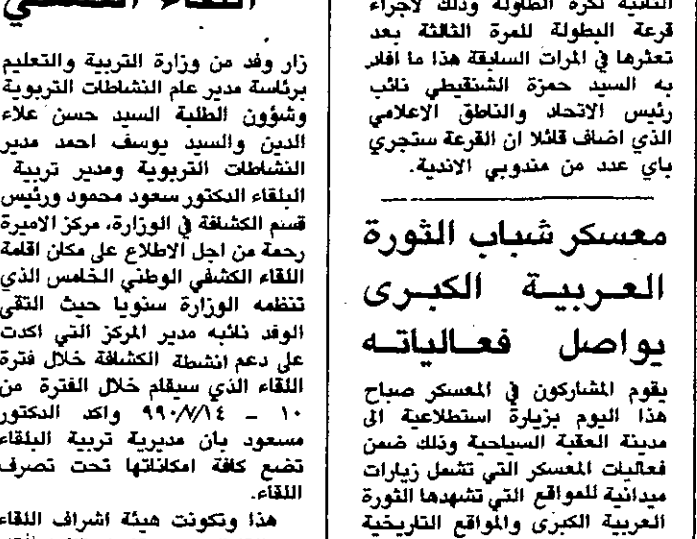 الثانية لكرة الطاولة وذلك لاجراء
قرعة البطولة للمرة الثالثة بعد
تعثرها في المرات السابقة هذا ما افاد
به السيد حمزة الشنقيطي نائب
رئيس الاتحاد والناطق الاعلامي
الذي اضاف قائلا ان القرعة ستجري
باي عدد من مندوبي الاندية.
معسكر شباب الثورة
العربية الكبرى
يواصل فعالياته
يقوم المشاركون في المعسكر صباح
هذا اليوم بزيارة استطلاعية الى
مدينة العقبة السياحية وذلك ضمن
فعاليات المعسكر التي تشمل زيارات
ميدانية للمواقع التي تشهدها الثورة
العربية الكبرى والمواقع التاريخية
اللقاء
زار وفد من وزارة التربية والتعليم
برئاسة مدير عام النشاطات التربوية
وشؤون الطلبة السيد حسن علاء
الدين والسيد يوسف احمد مدير
النشاطات التربوية ومدير تربية
البلقاء الدكتور سعود محمود ورئيس
قسم الكشافة في الوزارة، مركز الاميرة
رحمة من اجل الاطلاع على مكان اقامة
اللقاء الكشفي الوطني الخامس الذي
تنظمه الوزارة سنويا حيث التقى
الوفد نائبه مدير المركز التي اكدت
على دعم انشطة الكشافة خلال فترة
اللقاء الذي سيقام خلال الفترة من
١٠ - ٩٩٠/٧/١٤ واكد الدكتور
مسعود بان مديرية تربية البلقاء
تضع كافة امكاناتها تحت تصرف
اللقاء.
هذا وتكونت هيئة اشراف اللقاء